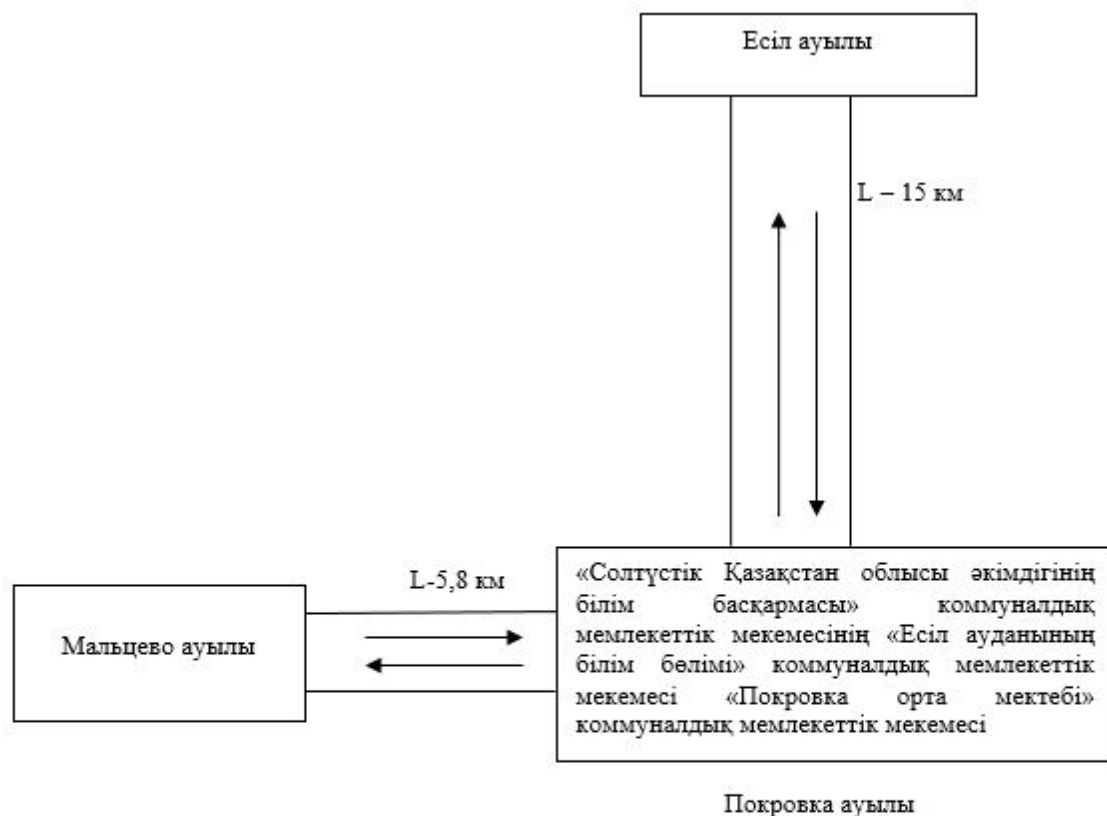 Есіл ауылы
L – 15 км
L-5,8 км
Мальцево ауылы
«Солтүстік Қазақстан облысы әкімдігінің
білім басқармасы» коммуналдық
мемлекеттік мекемесінің «Есіл ауданының
білім бөлімі» коммуналдық мемлекеттік
мекемесі «Покровка орта мектебі»
коммуналдық мемлекеттік мекемесі
Покровка ауылы